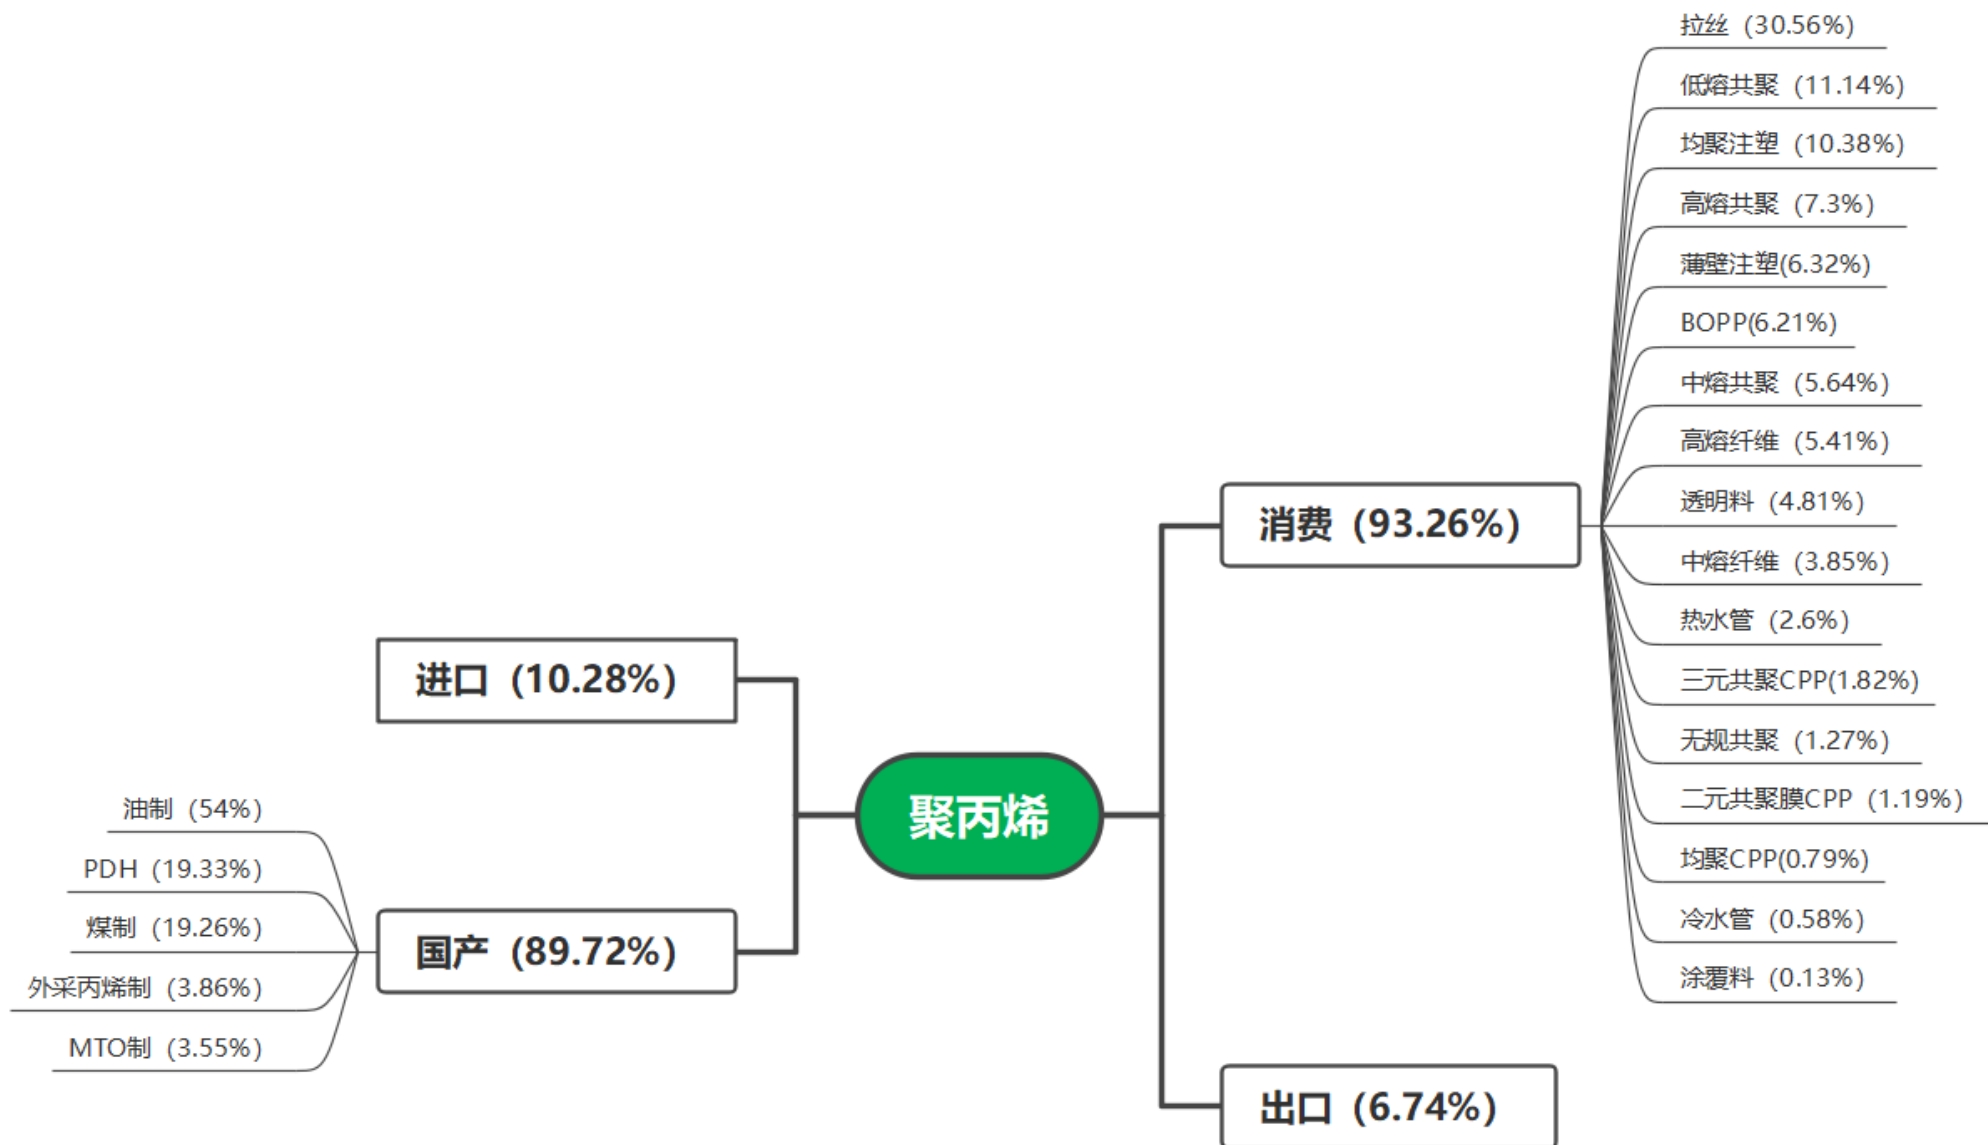 拉丝（30.56%）
低熔共聚（11.14%）
均聚注塑（10.38%）
高熔共聚（7.3%）
薄壁注塑(6.32%)
BOPP(6.21%)
中熔共聚（5.64%）
高熔纤维（5.41%）
透明料（4.81%）
中熔纤维（3.85%）
热水管（2.6%）
三元共聚CPP(1.82%)
无规共聚（1.27%）
二元共聚膜CPP（1.19%）
均聚CPP(0.79%)
冷水管（0.58%）
涂覆料（0.13%）
消费（93.26%）
进口（10.28%）
聚丙烯
油制（54%）
PDH（19.33%）
煤制（19.26%）
外采丙烯制（3.86%）
MTO制（3.55%）
国产（89.72%）
出口（6.74%）